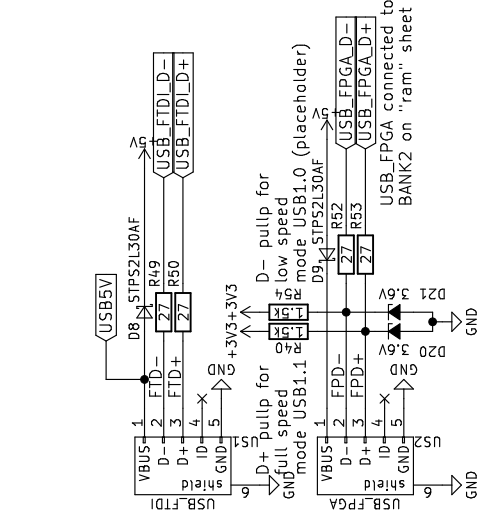 USB_FTDI_D-
USB_FTDI_D+
+5V
USB5V
D8
STPS2L30AF
R49
27
R50
27
FTD-
FTD+
1
2
3
4
5
VBUS
D-
D+
ID
GND
shield
US1
USB_FTDI
6
GND
GND
USB_FPGA_D-
USB_FPGA_D+
+5V
D9
STPS2L30AF
R52
27
R53
27
USB_FPGA connected to
BANK2 on "ram" sheet
D- pullp for
low speed
mode USB1.0 (placeholder)
+3V3
R54
1.5k
+3V3
R40
1.5k
D+ pullp for
full speed
mode USB1.1
D21
3.6V
D20
3.6V
GND
FPD-
FPD+
1
2
3
4
5
VBUS
D-
D+
ID
GND
shield
US2
USB_FPGA
6
GND
GND